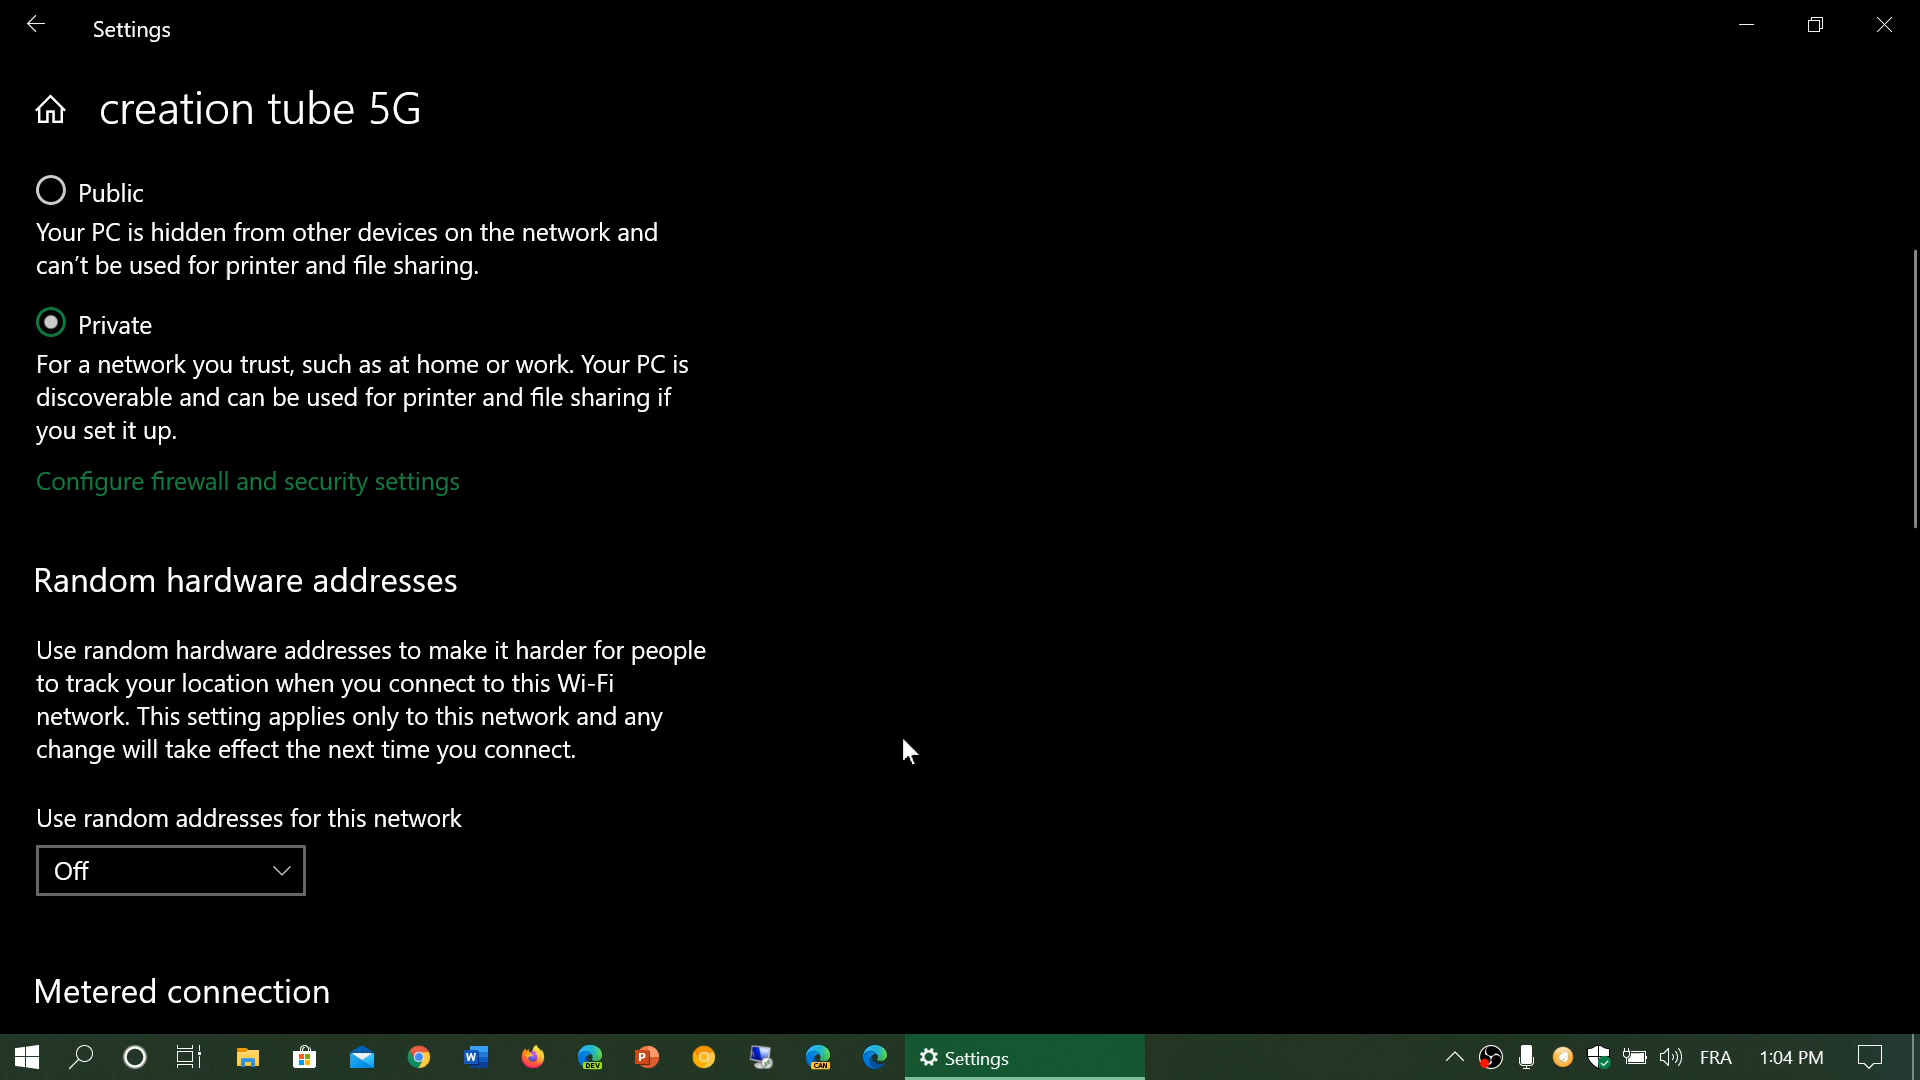 Settings
creation tube 5G
Public
Your PC is hidden from other devices on the network and
can't be used for printer and file sharing.
Private
For a network you trust, such as at home or work. Your PC is
discoverable and can be used for printer and file sharing if
you set it up.
Configure firewall and security settings
Random hardware addresses
Use random hardware addresses to make it harder for people
to track your location when you connect to this Wi-Fi
network. This setting applies only to this network and any
change will take effect the next time you connect.
Use random addresses for this network
Off
Metered connection
W
DEV
P
CAN
Settings
FRA
1:04 PM